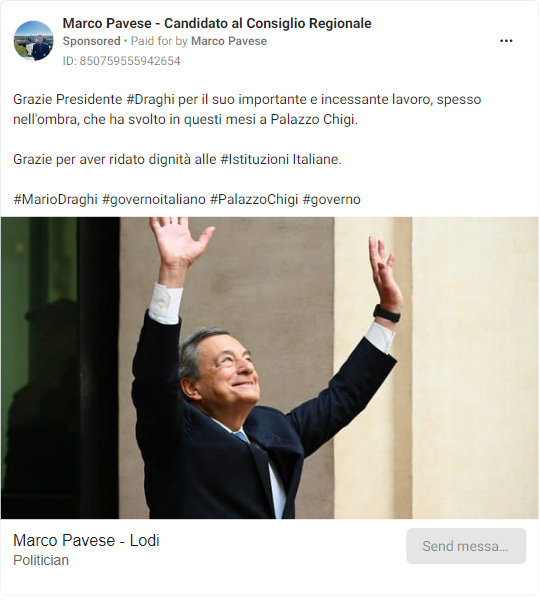 Marco Pavese - Candidato al Consiglio Regionale
Sponsored • Paid for by Marco Pavese
ID: 850759555942654
Grazie Presidente #Draghi per il suo importante e incessante lavoro, spesso
nell'ombra, che ha svolto in questi mesi a Palazzo Chigi.
Grazie per aver ridato dignità alle #Istituzioni Italiane.
#MarioDraghi #governoitaliano #PalazzoChigi #governo
Marco Pavese - Lodi
Politician
Send messa...